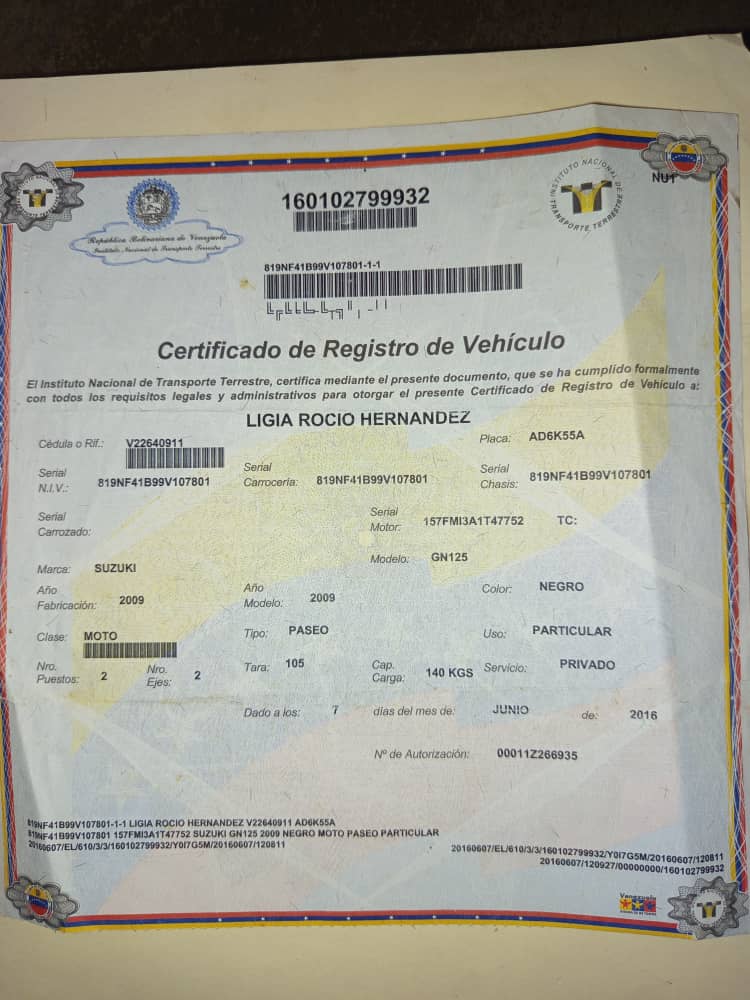 NU1
República Bolivariana de Venezuela
Instituto Nacional de Transporte Terrestre
160102799932
INSTITUTO NACIONAL DE TRANSPORTE TERRESTRE
819NF41B99V107801-1-1
Certificado de Registro de Vehículo
El Instituto Nacional de Transporte Terrestre, certifica mediante el presente documento, que se ha cumplido formalmente
con todos los requisitos legales y administrativos para otorgar el presente Certificado de Registro de Vehículo a:
LIGIA ROCIO HERNANDEZ
Cédula o Rif.: V22640911 Placa: AD6K55A
Serial N.I.V.: 819NF41B99V107801 Serial Carrocería: 819NF41B99V107801 Serial Chasis: 819NF41B99V107801
Serial Carrozado: Serial Motor: 157FMI3A1T47752 TC:
Marca: SUZUKI Modelo: GN125
Año Fabricación: 2009 Año Modelo: 2009 Color: NEGRO
Clase: MOTO Tipo: PASEO Uso: PARTICULAR
Nro. Puestos: 2 Nro. Ejes: 2 Tara: 105 Cap. Carga: 140 KGS Servicio: PRIVADO
Dado a los: 7 días del mes de: JUNIO de: 2016
Nº de Autorización: 00011Z266935
819NF41B99V107801-1-1 LIGIA ROCIO HERNANDEZ V22640911 AD6K55A
819NF41B99V107801 157FMI3A1T47752 SUZUKI GN125 2009 NEGRO MOTO PASEO PARTICULAR
20160607/EL/610/3/3/160102799932/Y0I7G5M/20160607/120811
20160607/EL/610/3/3/160102799932/Y0I7G5M/20160607/120811
20160607/120927/00000000/160102799932
Venezuela